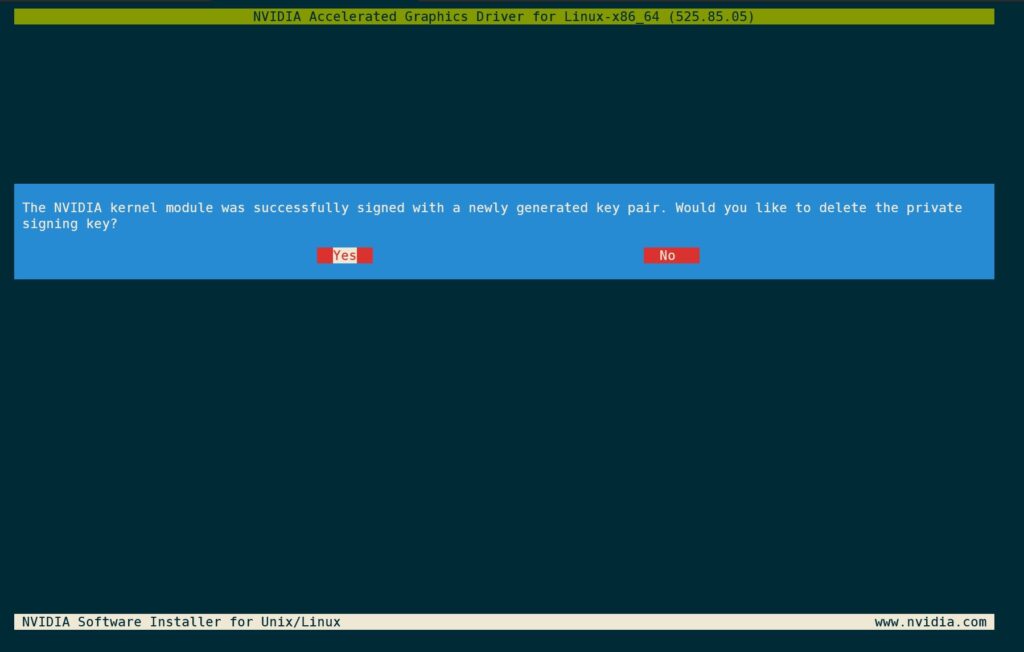 NVIDIA Accelerated Graphics Driver for Linux-x86_64 (525.85.05)
The NVIDIA kernel module was successfully signed with a newly generated key pair. Would you like to delete the private
signing key?
Yes No
NVIDIA Software Installer for Unix/Linux www.nvidia.com